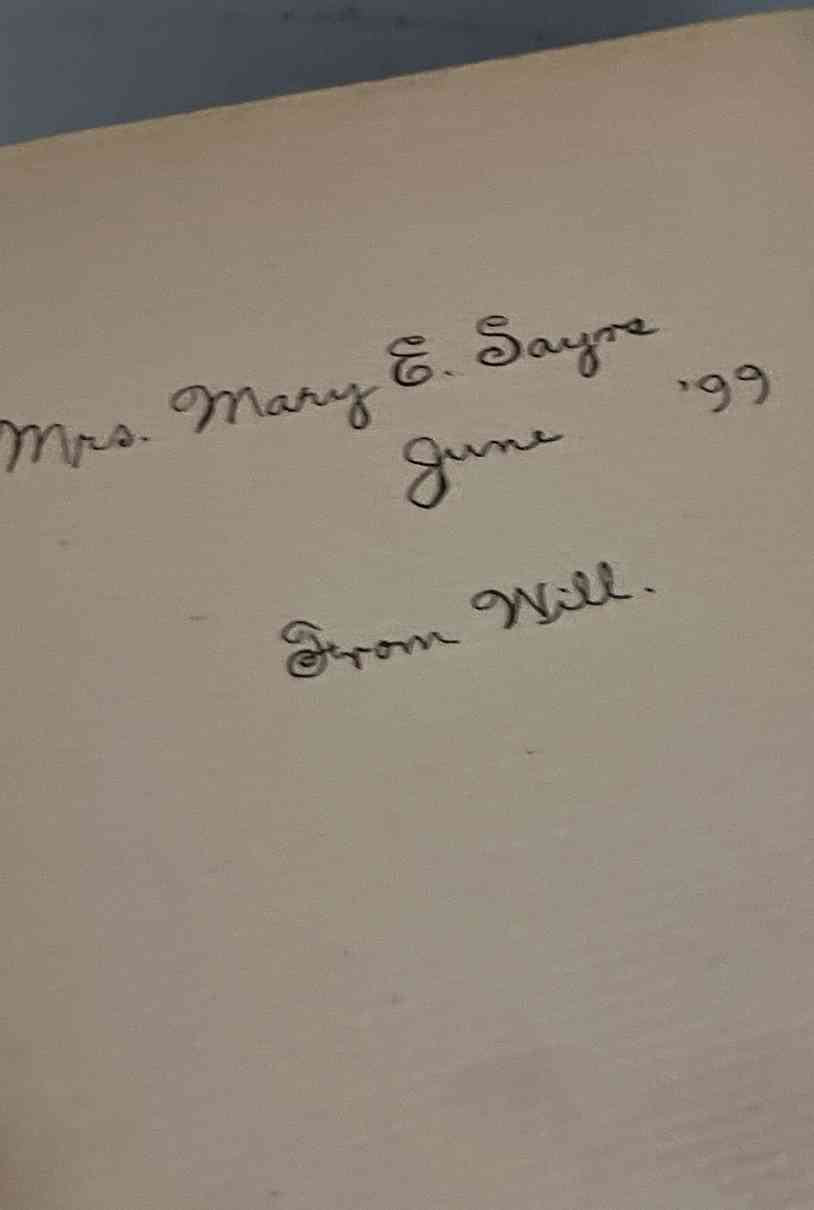 Mrs. Mary E. Sayre
June '99
From Will.